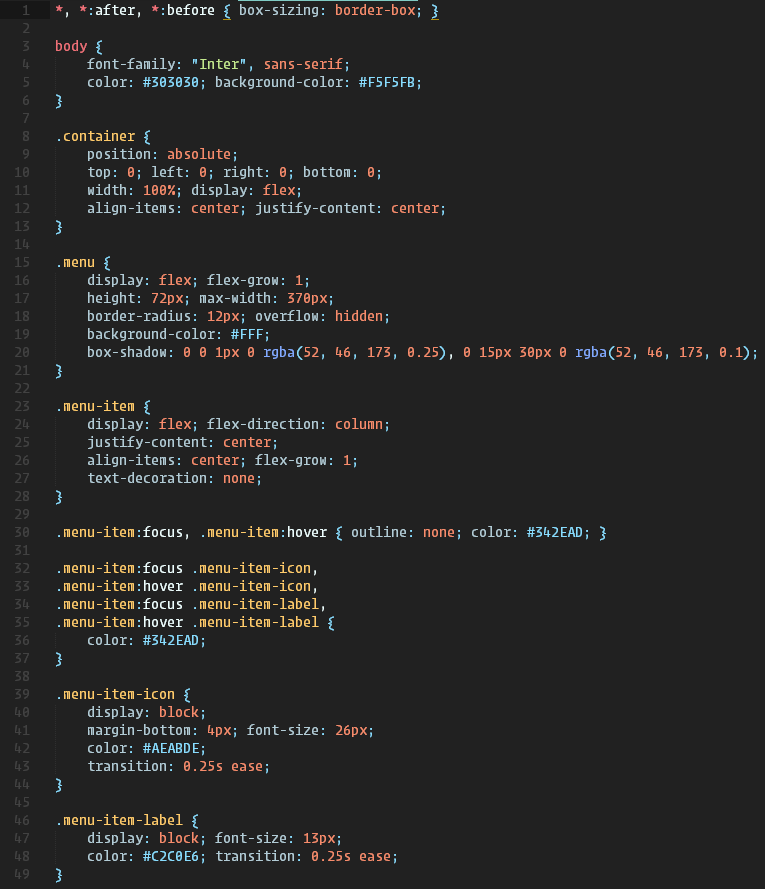 1 *, *:after, *:before { box-sizing: border-box; }
2
3 body {
4     font-family: "Inter", sans-serif;
5     color: #303030; background-color: #F5F5FB;
6 }
7
8 .container {
9     position: absolute;
10     top: 0; left: 0; right: 0; bottom: 0;
11     width: 100%; display: flex;
12     align-items: center; justify-content: center;
13 }
14
15 .menu {
16     display: flex; flex-grow: 1;
17     height: 72px; max-width: 370px;
18     border-radius: 12px; overflow: hidden;
19     background-color: #FFF;
20     box-shadow: 0 0 1px 0 rgba(52, 46, 173, 0.25), 0 15px 30px 0 rgba(52, 46, 173, 0.1);
21 }
22
23 .menu-item {
24     display: flex; flex-direction: column;
25     justify-content: center;
26     align-items: center; flex-grow: 1;
27     text-decoration: none;
28 }
29
30 .menu-item:focus, .menu-item:hover { outline: none; color: #342EAD; }
31
32 .menu-item:focus .menu-item-icon,
33 .menu-item:hover .menu-item-icon,
34 .menu-item:focus .menu-item-label,
35 .menu-item:hover .menu-item-label {
36     color: #342EAD;
37 }
38
39 .menu-item-icon {
40     display: block;
41     margin-bottom: 4px; font-size: 26px;
42     color: #AEABDE;
43     transition: 0.25s ease;
44 }
45
46 .menu-item-label {
47     display: block; font-size: 13px;
48     color: #C2C0E6; transition: 0.25s ease;
49 }